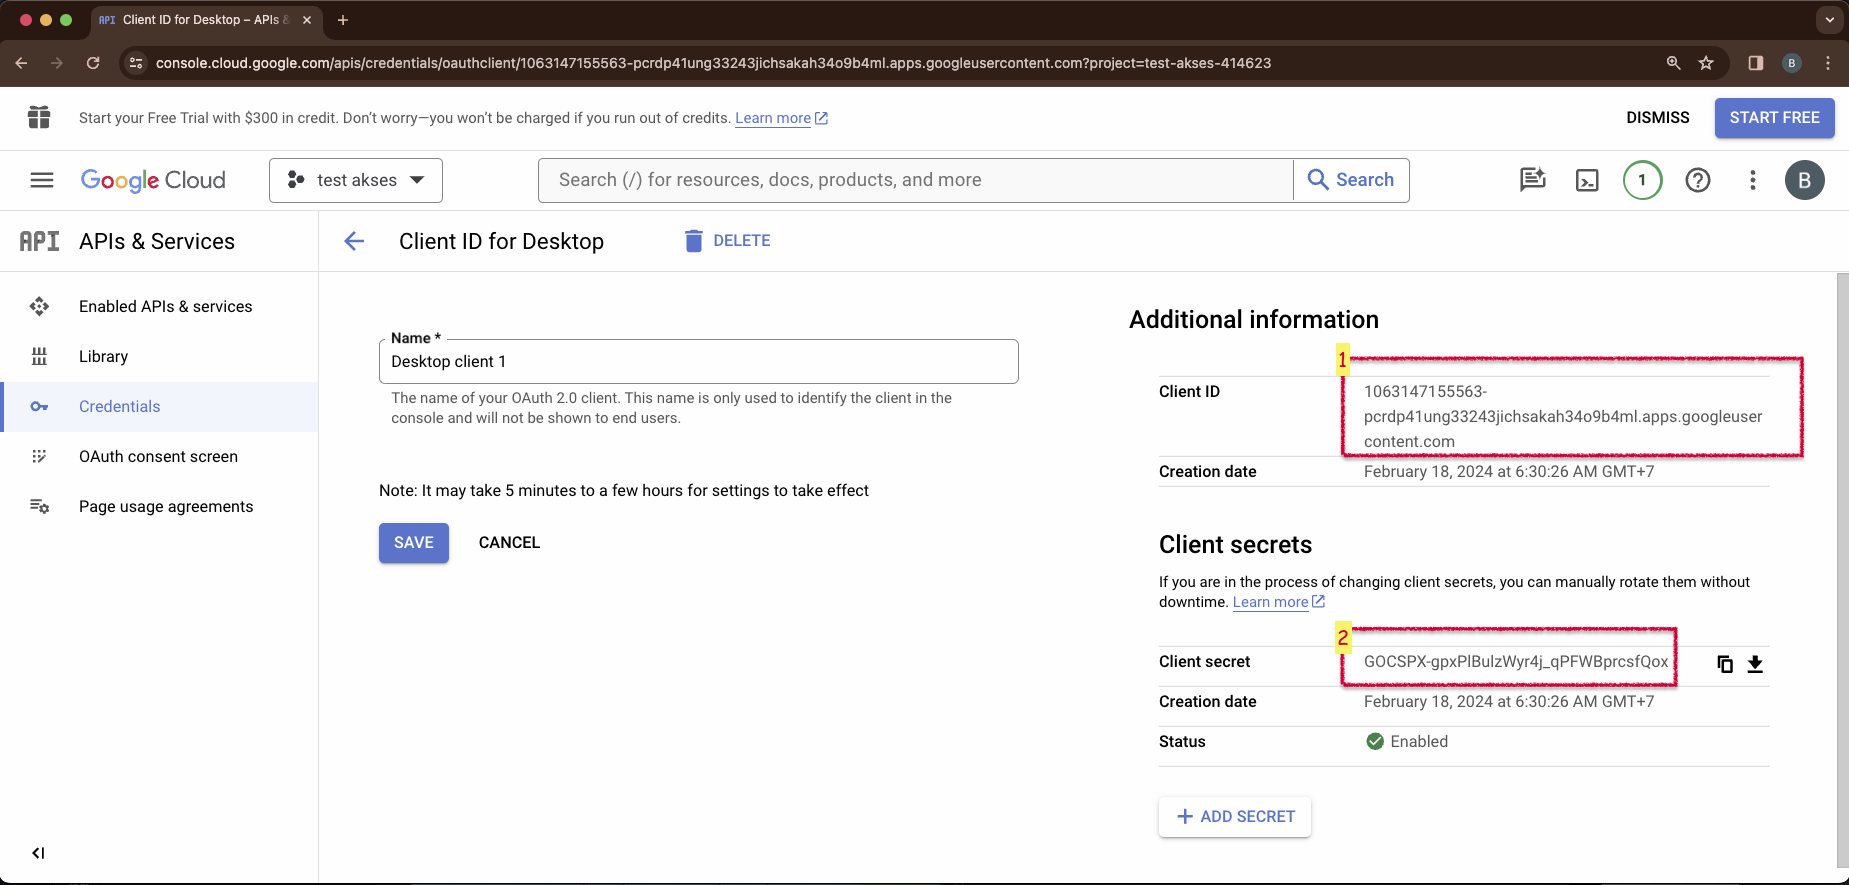 API Client ID for Desktop – APIs &
console.cloud.google.com/apis/credentials/oauthclient/1063147155563-pcrdp41ung33243jichsakah34o9b4ml.apps.googleusercontent.com?project=test-akses-414623
B
Start your Free Trial with $300 in credit. Don't worry—you won't be charged if you run out of credits. Learn more
DISMISS
START FREE
Google Cloud
test akses
Search (/) for resources, docs, products, and more
Search
1
B
API APIs & Services
Client ID for Desktop
DELETE
Enabled APIs & services
Library
Credentials
OAuth consent screen
Page usage agreements
Name *
Desktop client 1
The name of your OAuth 2.0 client. This name is only used to identify the client in the
console and will not be shown to end users.
Note: It may take 5 minutes to a few hours for settings to take effect
SAVE
CANCEL
Additional information
1
Client ID
1063147155563-
pcrdp41ung33243jichsakah34o9b4ml.apps.googleuser
content.com
Creation date
February 18, 2024 at 6:30:26 AM GMT+7
Client secrets
If you are in the process of changing client secrets, you can manually rotate them without
downtime. Learn more
2
Client secret
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
Creation date
February 18, 2024 at 6:30:26 AM GMT+7
Status
Enabled
ADD SECRET